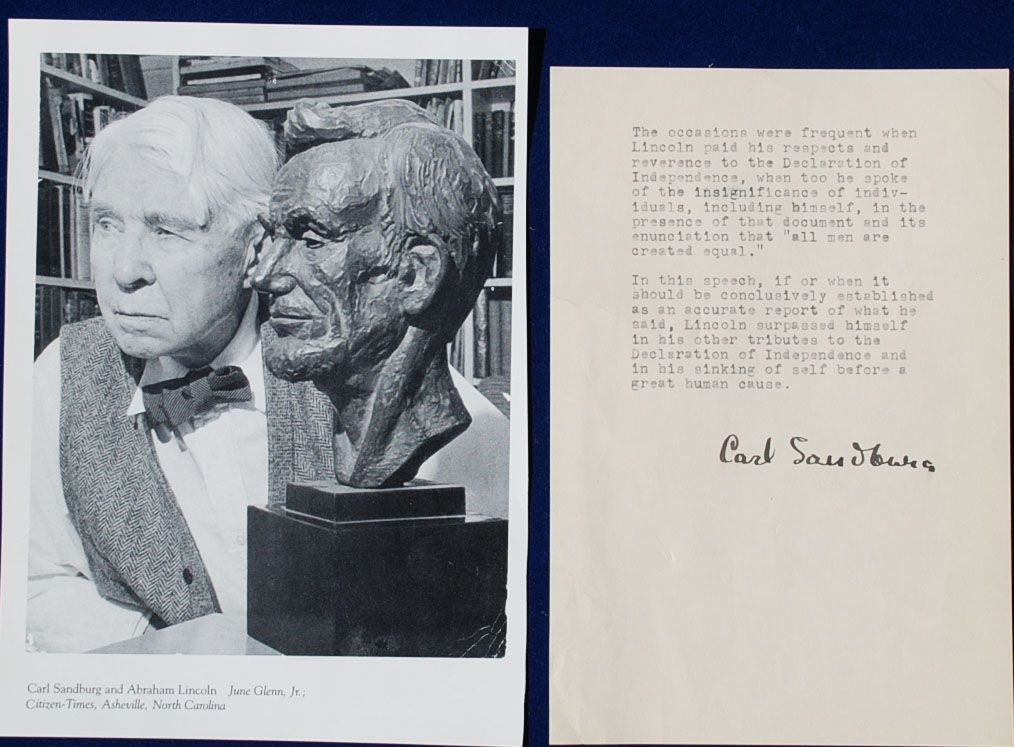 Carl Sandburg and Abraham Lincoln June Glenn, Jr.;
Citizen-Times, Asheville, North Carolina
The occasions were frequent when
Lincoln paid his respects and
reverence to the Declaration of
Independence, when too he spoke
of the insignificance of indiv-
iduals, including himself, in the
presence of that document and its
enunciation that "all men are
created equal."
In this speech, if or when it
should be conclusively established
as an accurate report of what he
said, Lincoln surpassed himself
in his other tributes to the
Declaration of Independence and
in his sinking of self before a
great human cause.
Carl Sandburg